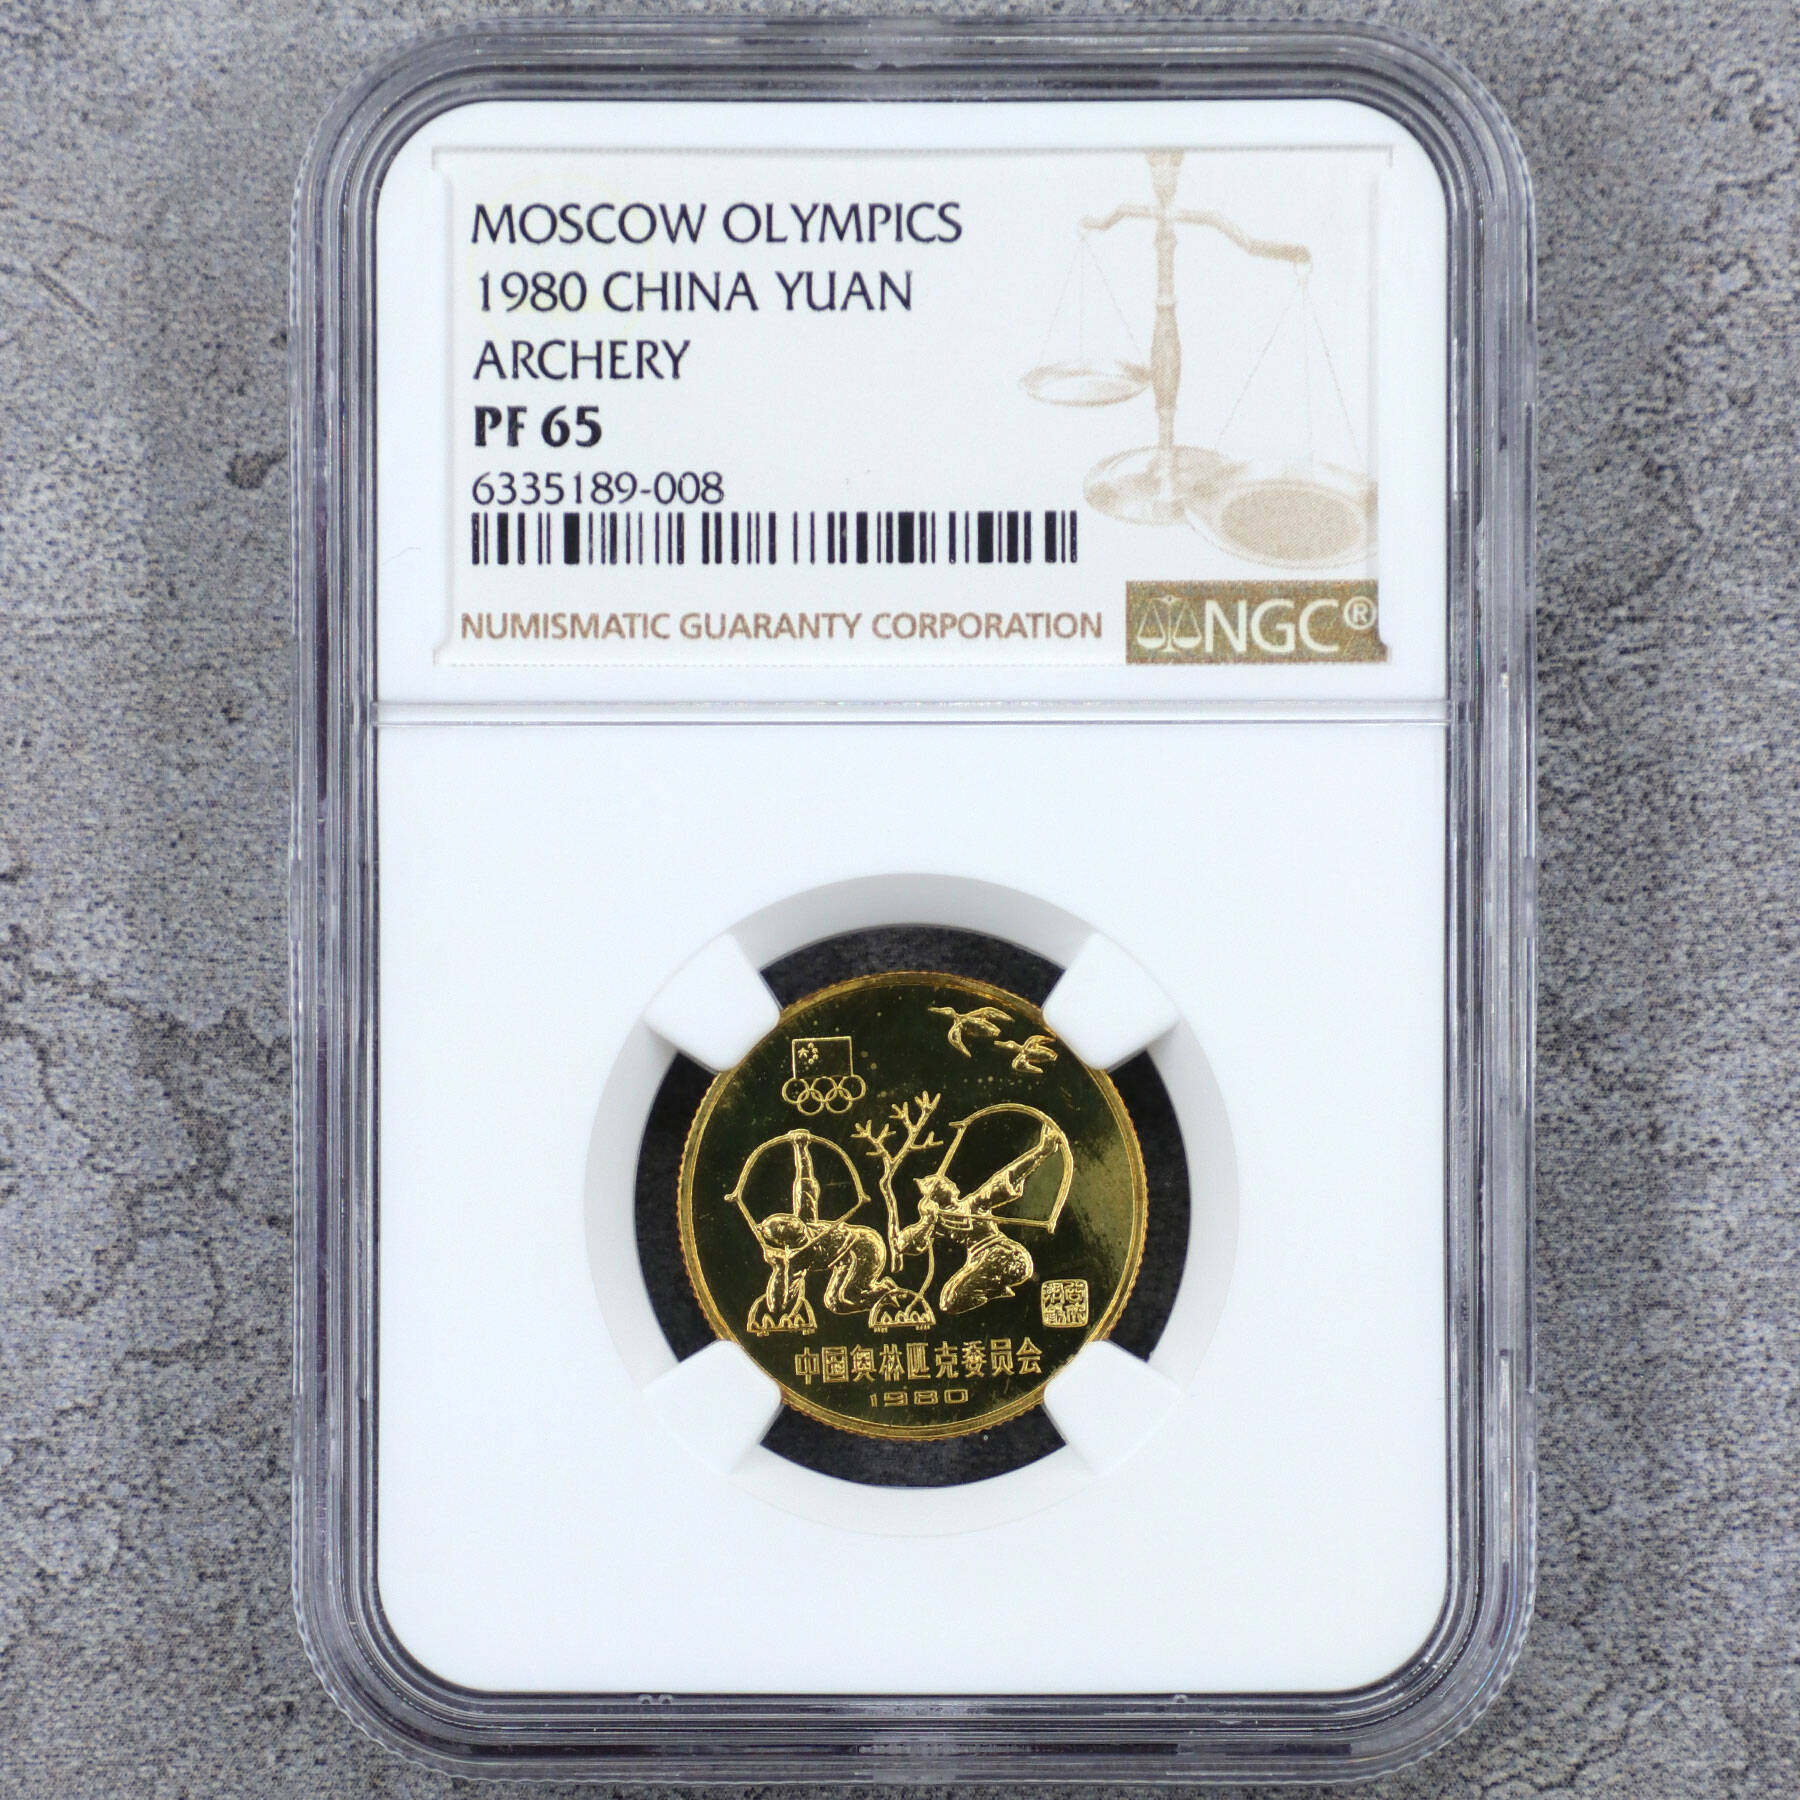 MOSCOW OLYMPICS
1980 CHINA YUAN
ARCHERY
PF 65
6335189-008
NUMISMATIC GUARANTY CORPORATION NGC®
中国奥林匹克委员会
1980